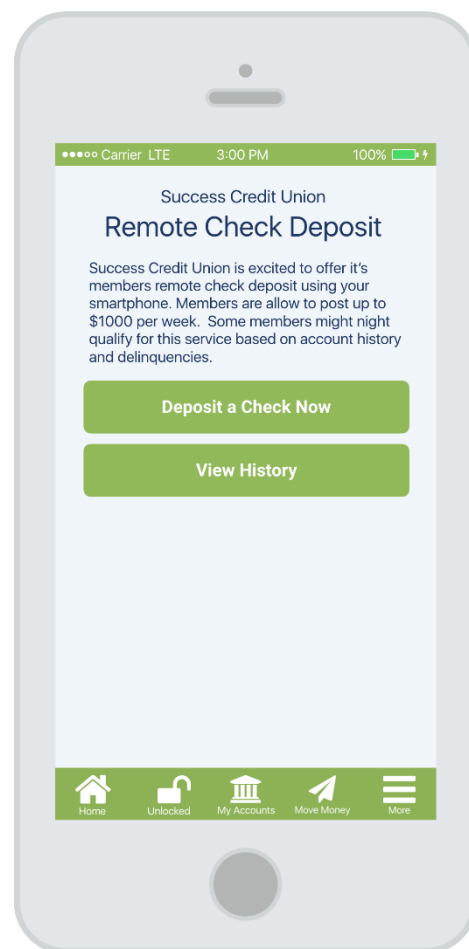 Carrier LTE 3:00 PM 100%
Success Credit Union
Remote Check Deposit
Success Credit Union is excited to offer it's
members remote check deposit using your
smartphone. Members are allow to post up to
$1000 per week. Some members might night
qualify for this service based on account history
and delinquencies.
Deposit a Check Now
View History
Home Unlocked My Accounts Move Money More